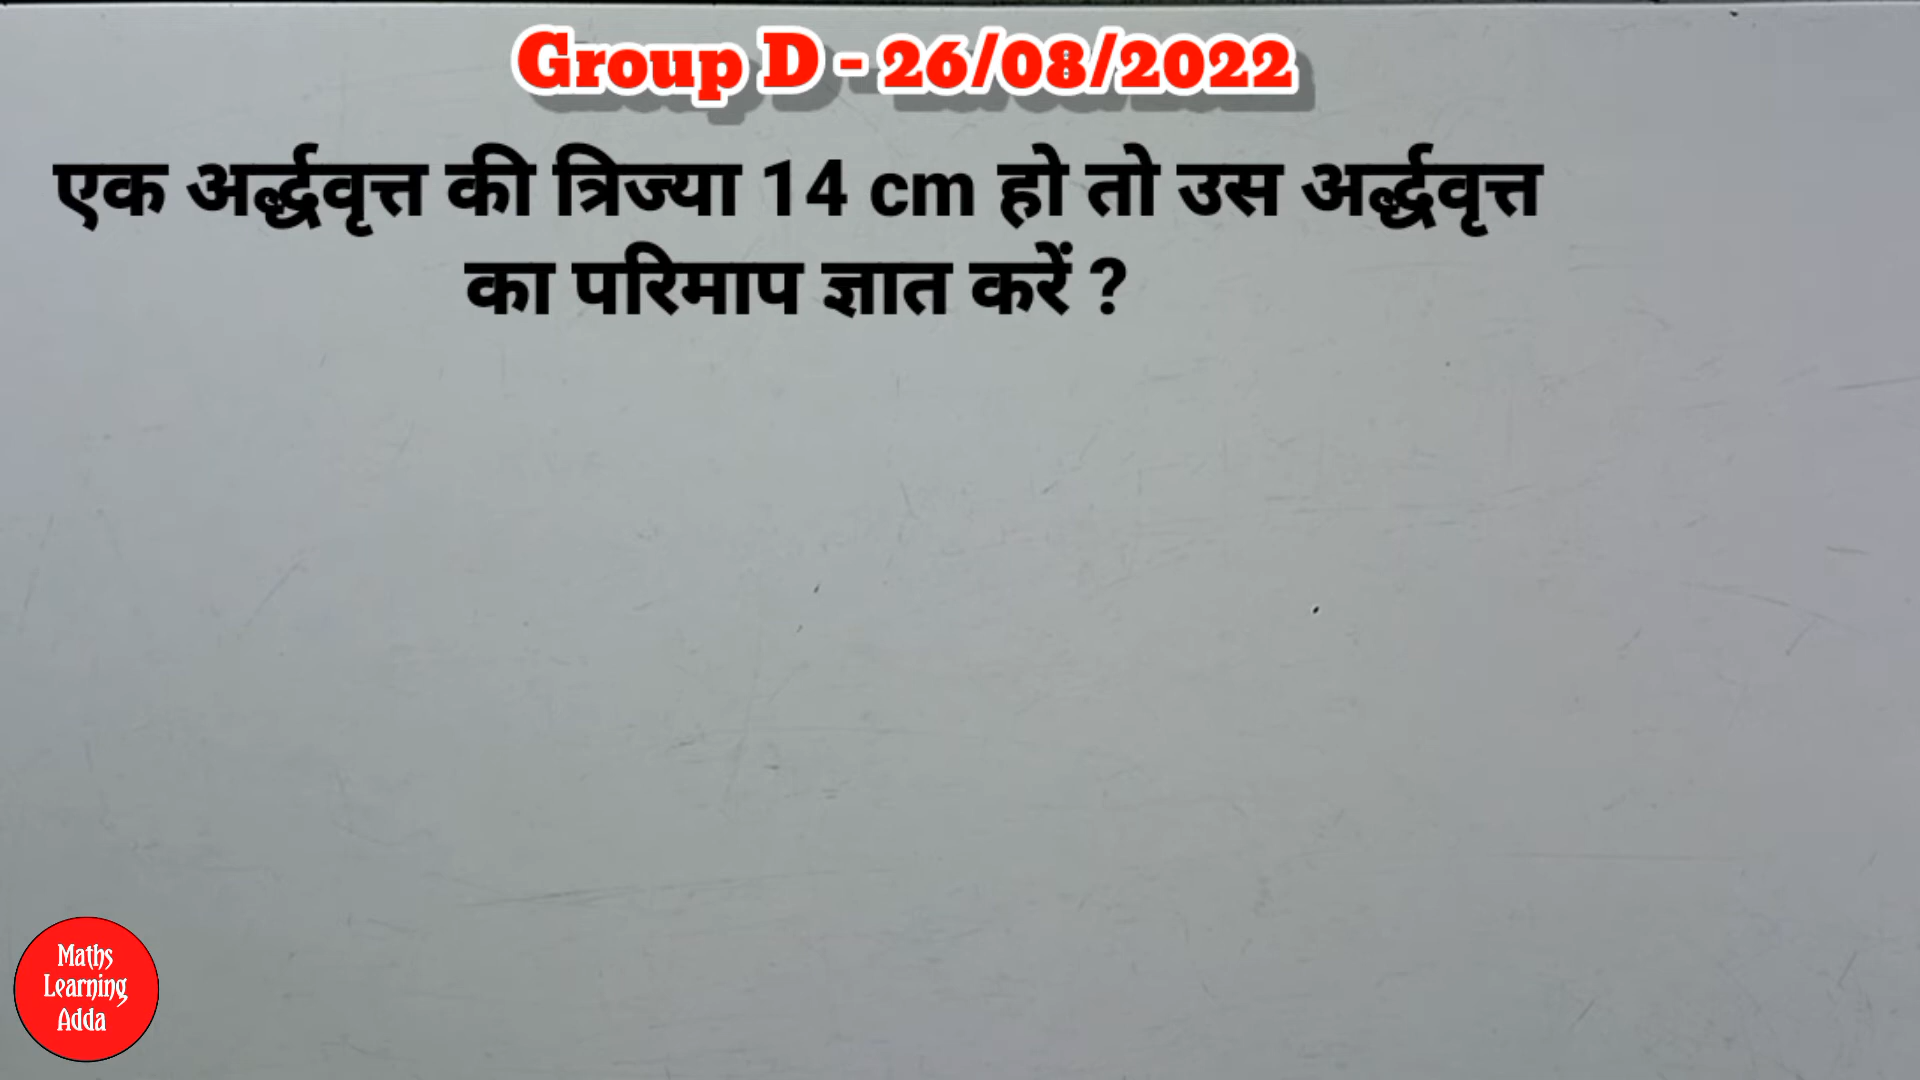 Group D - 26/08/2022
एक अर्द्धवृत्त की त्रिज्या 14 cm हो तो उस अर्द्धवृत्त
का परिमाप ज्ञात करें ?
Maths
Learning
Adda